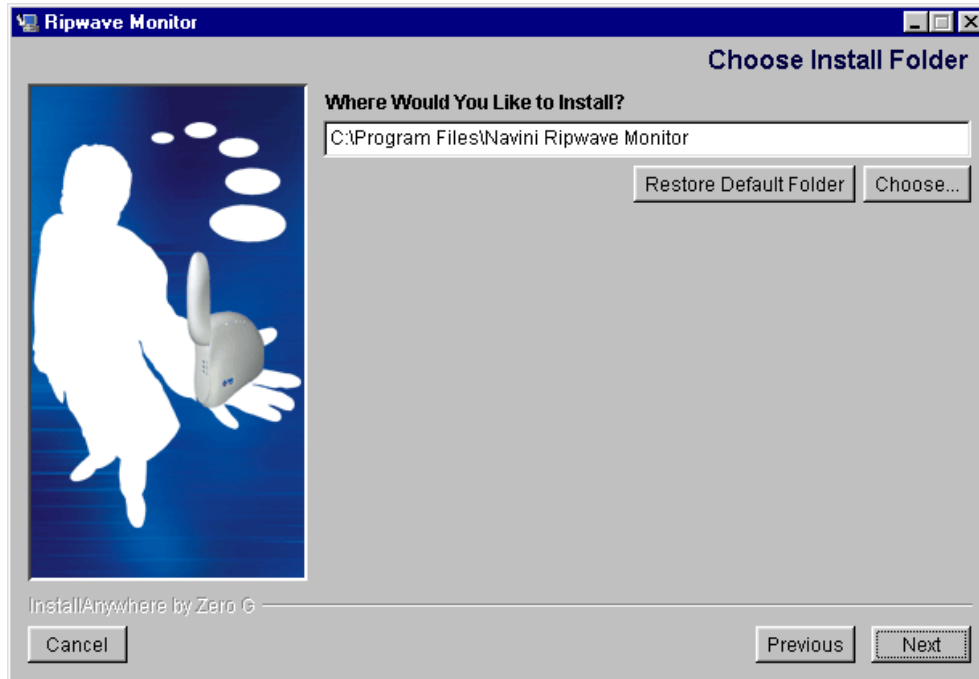 Ripwave Monitor
Choose Install Folder
Where Would You Like to Install?
C:\Program Files\Navini Ripwave Monitor
Restore Default Folder
Choose...
InstallAnywhere by Zero G
Cancel
Previous
Next